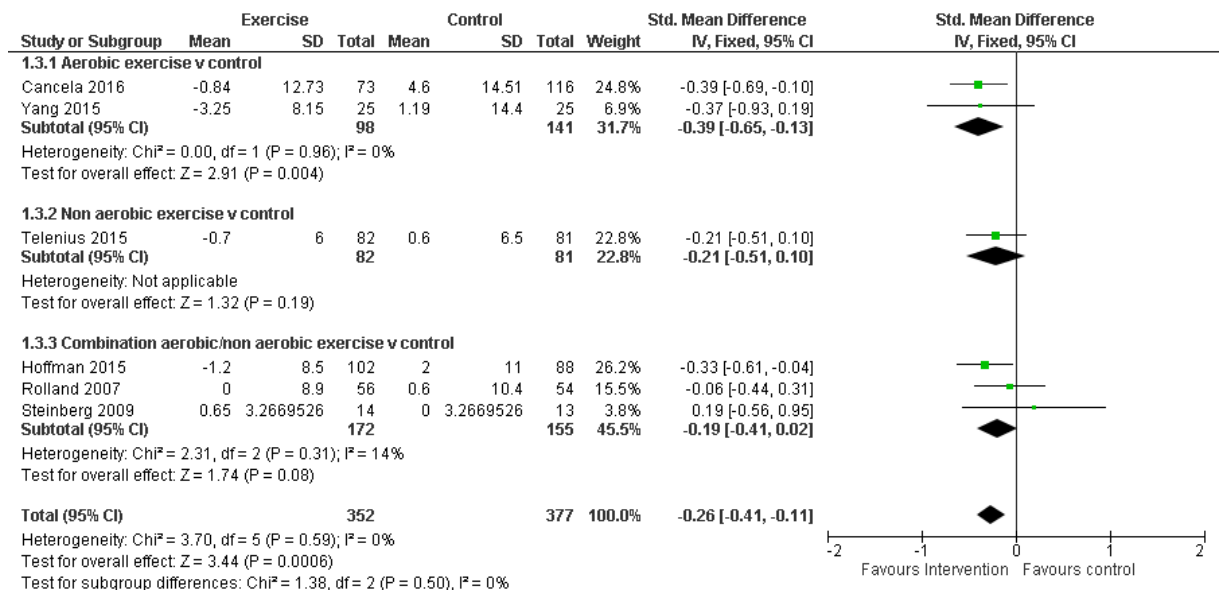 Exercise Control Std. Mean Difference Std. Mean Difference
Study or Subgroup Mean SD Total Mean SD Total Weight IV, Fixed, 95% CI IV, Fixed, 95% CI
1.3.1 Aerobic exercise v control
Cancela 2016 -0.84 12.73 73 4.6 14.51 116 24.8% -0.39 [-0.69, -0.10]
Yang 2015 -3.25 8.15 25 1.19 14.4 25 6.9% -0.37 [-0.93, 0.19]
Subtotal (95% CI) 98 141 31.7% -0.39 [-0.65, -0.13]
Heterogeneity: Chi² = 0.00, df = 1 (P = 0.96); I² = 0%
Test for overall effect: Z = 2.91 (P = 0.004)
1.3.2 Non aerobic exercise v control
Telenius 2015 -0.7 6 82 0.6 6.5 81 22.8% -0.21 [-0.51, 0.10]
Subtotal (95% CI) 82 81 22.8% -0.21 [-0.51, 0.10]
Heterogeneity: Not applicable
Test for overall effect: Z = 1.32 (P = 0.19)
1.3.3 Combination aerobic/non aerobic exercise v control
Hoffman 2015 -1.2 8.5 102 2 11 88 26.2% -0.33 [-0.61, -0.04]
Rolland 2007 0 8.9 56 0.6 10.4 54 15.5% -0.06 [-0.44, 0.31]
Steinberg 2009 0.65 3.2669526 14 0 3.2669526 13 3.8% 0.19 [-0.56, 0.95]
Subtotal (95% CI) 172 155 45.5% -0.19 [-0.41, 0.02]
Heterogeneity: Chi² = 2.31, df = 2 (P = 0.31); I² = 14%
Test for overall effect: Z = 1.74 (P = 0.08)
Total (95% CI) 352 377 100.0% -0.26 [-0.41, -0.11]
Heterogeneity: Chi² = 3.70, df = 5 (P = 0.59); I² = 0%
Test for overall effect: Z = 3.44 (P = 0.0006)
Test for subgroup differences: Chi² = 1.38, df = 2 (P = 0.50), I² = 0%
-2 -1 0 1 2
Favours Intervention Favours control